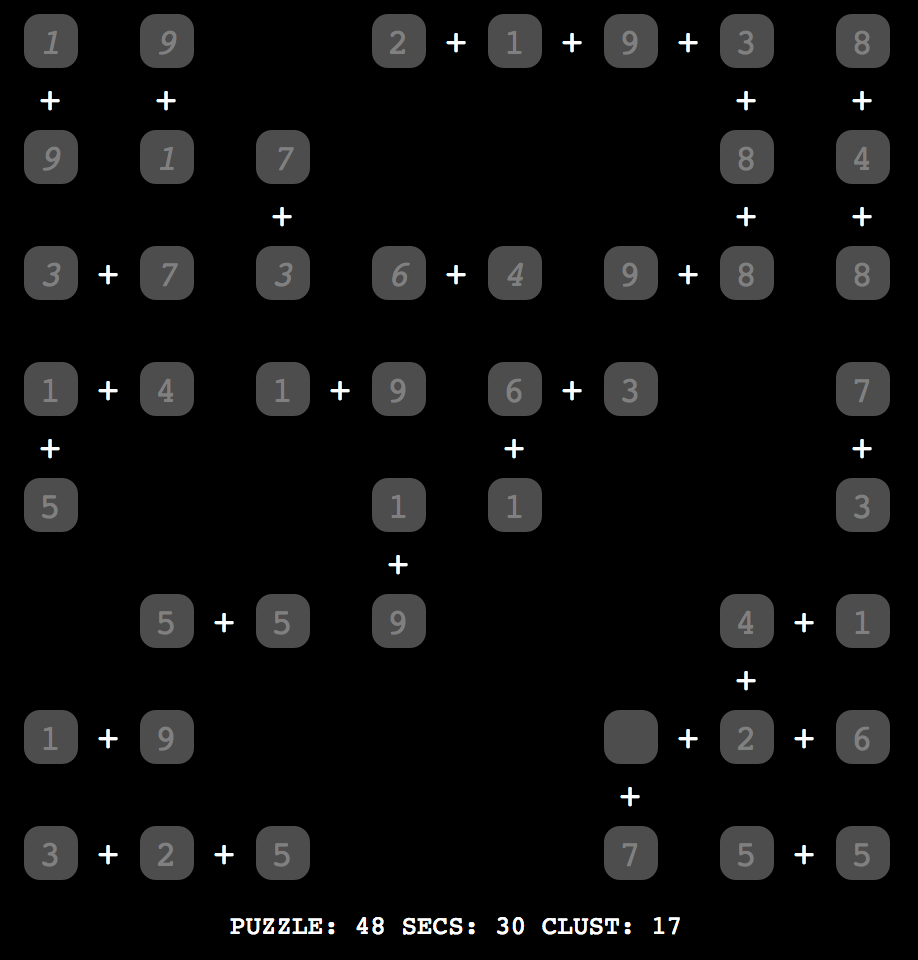 1 9 2 + 1 + 9 + 3 8
+ + + +
9 1 7 8 4
+ + +
3 + 7 3 6 + 4 9 + 8 8
1 + 4 1 + 9 6 + 3 7
+ + +
5 1 1 3
+
5 + 5 9 4 + 1
+
1 + 9 + 2 + 6
+
3 + 2 + 5 7 5 + 5
PUZZLE: 48 SECS: 30 CLUST: 17